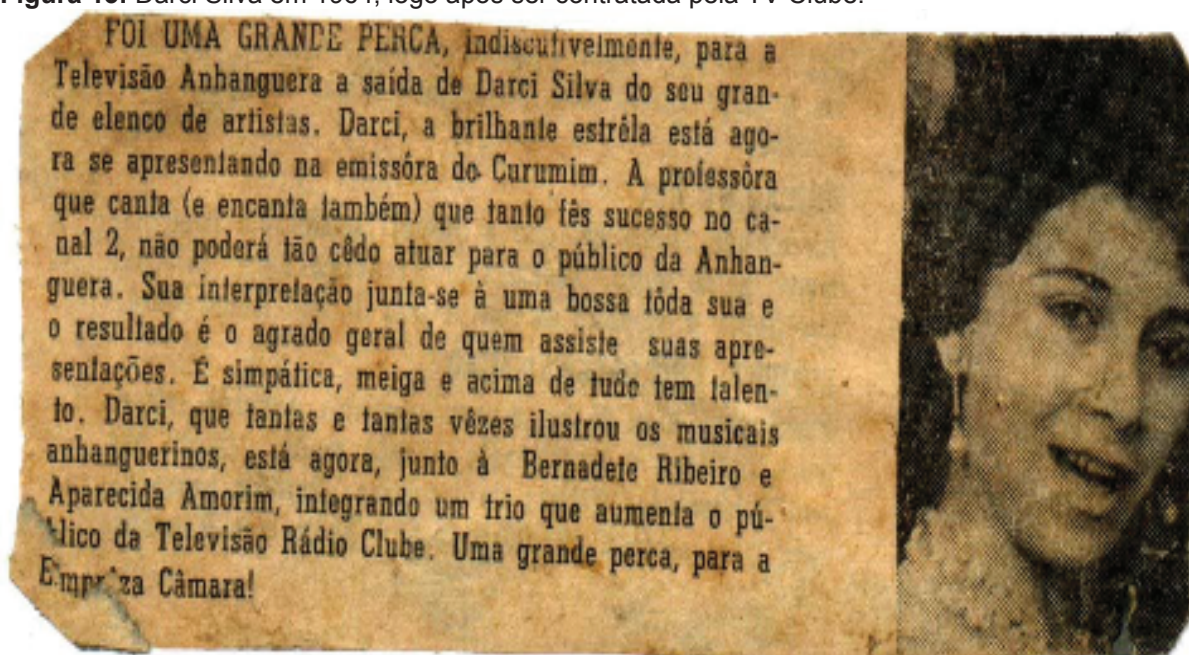 Figura 15. Darci Silva em 1964, logo após ser contratada pela TV Clube.
FOI UMA GRANDE PERCA, indiscutivelmente, para a
Televisão Anhanguera a saída de Darci Silva do seu gran-
de elenco de artistas. Darci, a brilhante estrêla está ago-
ra se apresentando na emissóra do Curumim. A professôra
que canta (e encanta também) que tanto fês sucesso no ca-
nal 2, não poderá tão cêdo atuar para o público da Anhan-
guera. Sua interpretação junta-se à uma bossa tôda sua e
o resultado é o agrado geral de quem assiste suas apre-
sentações. É simpática, meiga e acima de tudo tem talen-
to. Darci, que tantas e tantas vêzes ilustrou os musicais
anhanguerinos, está agora, junto à Bernadete Ribeiro e
Aparecida Amorim, integrando um trio que aumenta o pú-
blico da Televisão Rádio Clube. Uma grande perca, para a
Câmara!